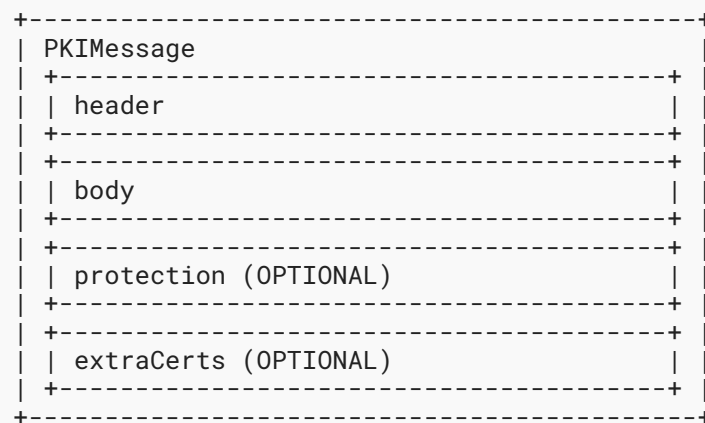 PKIMessage
header
body
protection (OPTIONAL)
extraCerts (OPTIONAL)